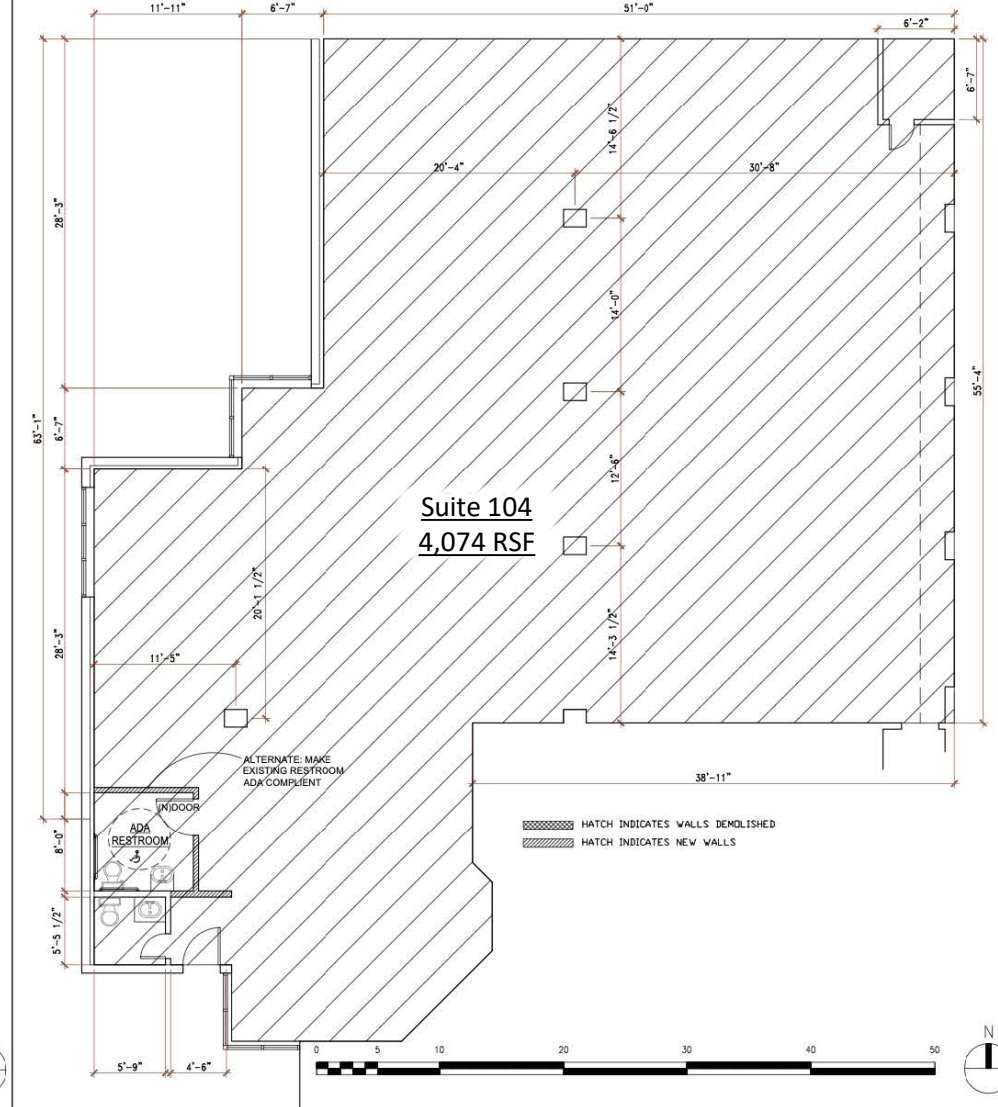 11'-11"
6'-7"
51'-0"
6'-2"
6'-7"
14'-6 1/2"
20'-4"
30'-8"
28'-3"
14'-0"
63'-1"
6'-7"
55'-4"
12'-6"
Suite 104
4,074 RSF
20'-1 1/2"
14'-3 1/2"
28'-3"
11'-5"
ALTERNATE: MAKE
EXISTING RESTROOM
ADA COMPLIENT
38'-11"
(N)DOOR
ADA
RESTROOM
8'-0"
HATCH INDICATES WALLS DEMOLISHED
HATCH INDICATES NEW WALLS
5'-5 1/2"
5'-9"
4'-6"
0 5 10 20 30 40 50
N